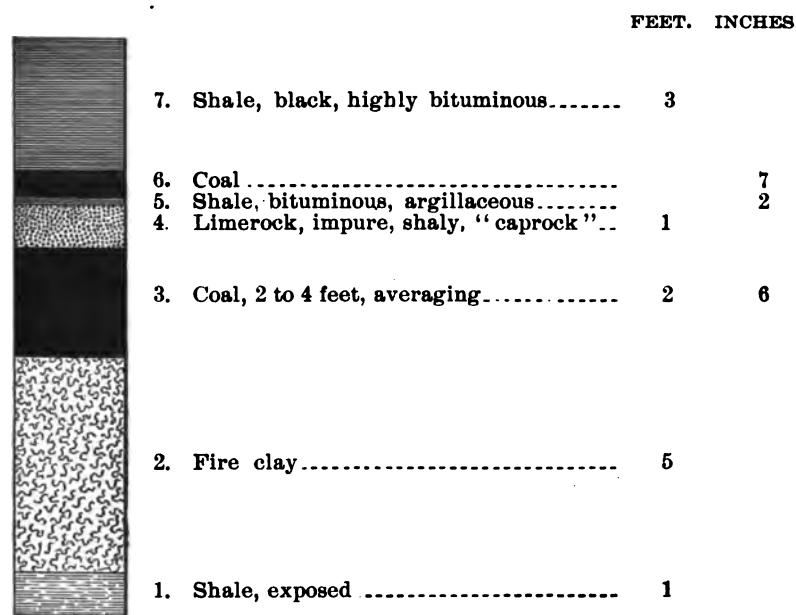 FEET. INCHES
7. Shale, black, highly bituminous....... 3
6. Coal ................................... 7
5. Shale, bituminous, argillaceous........ 2
4. Limerock, impure, shaly, “caprock”.. 1
3. Coal, 2 to 4 feet, averaging............. 2 6
2. Fire clay.............................. 5
1. Shale, exposed ........................ 1